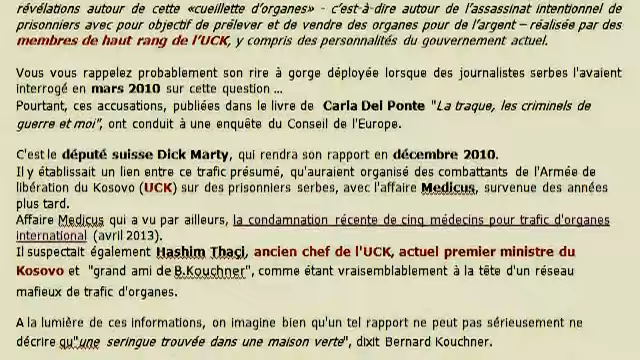 révélations autour de cette «cueillette d'organes» - c'est-à-dire autour de l'assassinat intentionnel de
prisonniers avec pour objectif de prélever et de vendre des organes pour de l'argent – réalisée par des
membres de haut rang de l'UCK, y compris des personnalités du gouvernement actuel.
Vous vous rappelez probablement son rire à gorge déployée lorsque des journalistes serbes l'avaient
interrogé en mars 2010 sur cette question ...
Pourtant, ces accusations, publiées dans le livre de Carla Del Ponte "La traque, les criminels de
guerre et moi", ont conduit à une enquête du Conseil de l'Europe.
C'est le député suisse Dick Marty, qui rendra son rapport en décembre 2010.
Il y établissait un lien entre ce trafic présumé, qu'auraient organisé des combattants de l'Armée de
libération du Kosovo (UCK) sur des prisonniers serbes, avec l'affaire Medicus, survenue des années
plus tard.
Affaire Medicus qui a vu par ailleurs, la condamnation récente de cinq médecins pour trafic d'organes
international (avril 2013).
Il suspectait également Hashim Thaçi, ancien chef de l'UCK, actuel premier ministre du
Kosovo et "grand ami de B.Kouchner", comme étant vraisemblablement à la tête d'un réseau
mafieux de trafic d'organes.
A la lumière de ces informations, on imagine bien qu'un tel rapport ne peut pas sérieusement ne
décrire qu"une seringue trouvée dans une maison verte", dixit Bernard Kouchner.